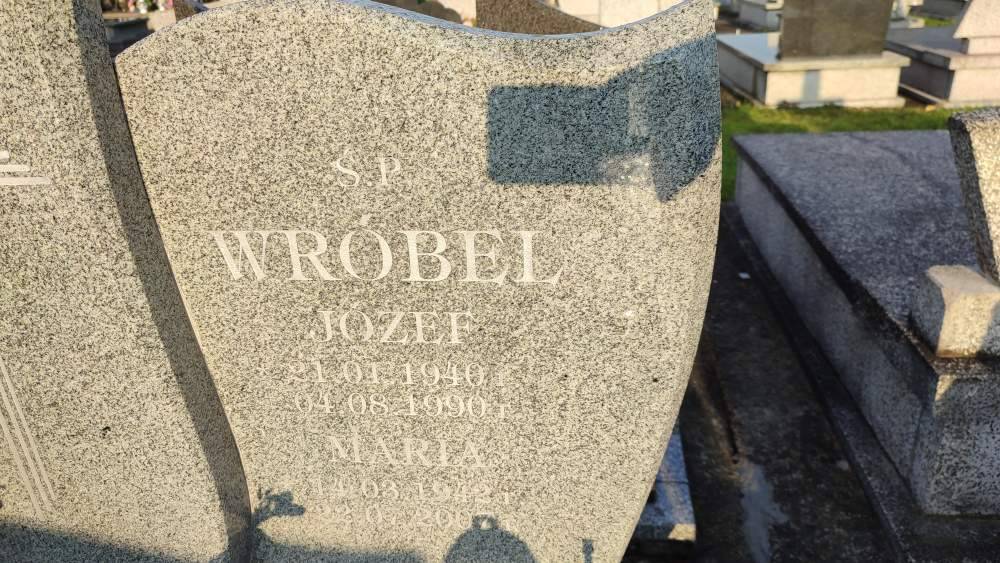 Ś.P.
WRÓBEL
JÓZEF
21.01.1940 r.
04.08.1990 r.
MARIA